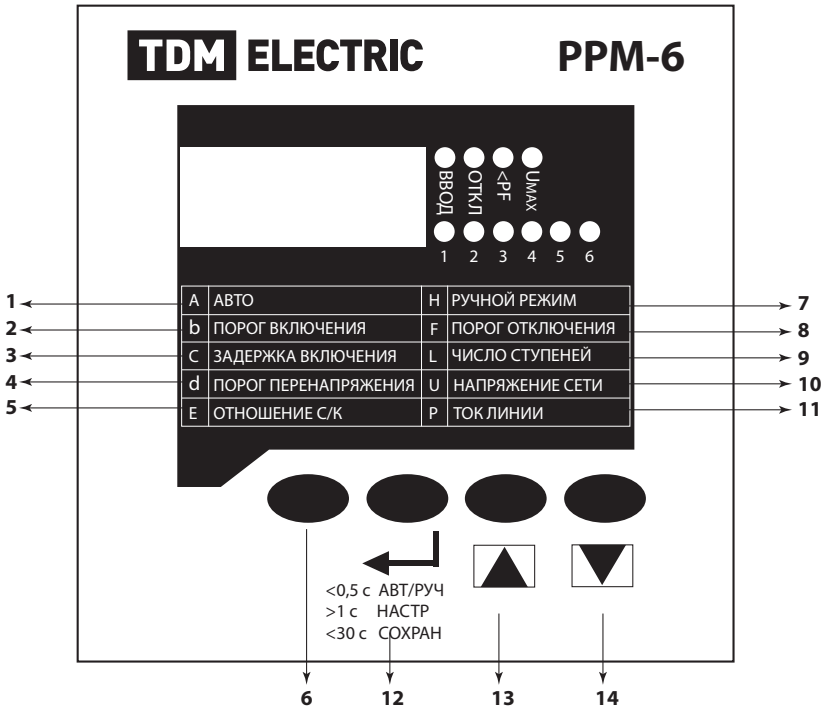 TDM ELECTRIC PPM-6
ВВОД ОТКЛ <PF UMAX
1 2 3 4 5 6
1 A АВТО H РУЧНОЙ РЕЖИМ 7
2 b ПОРОГ ВКЛЮЧЕНИЯ F ПОРОГ ОТКЛЮЧЕНИЯ 8
3 C ЗАДЕРЖКА ВКЛЮЧЕНИЯ L ЧИСЛО СТУПЕНЕЙ 9
4 d ПОРОГ ПЕРЕНАПРЯЖЕНИЯ U НАПРЯЖЕНИЕ СЕТИ 10
5 E ОТНОШЕНИЕ С/К P ТОК ЛИНИИ 11
<0,5 с АВТ/РУЧ
>1 с НАСТР
<30 с СОХРАН
6 12 13 14